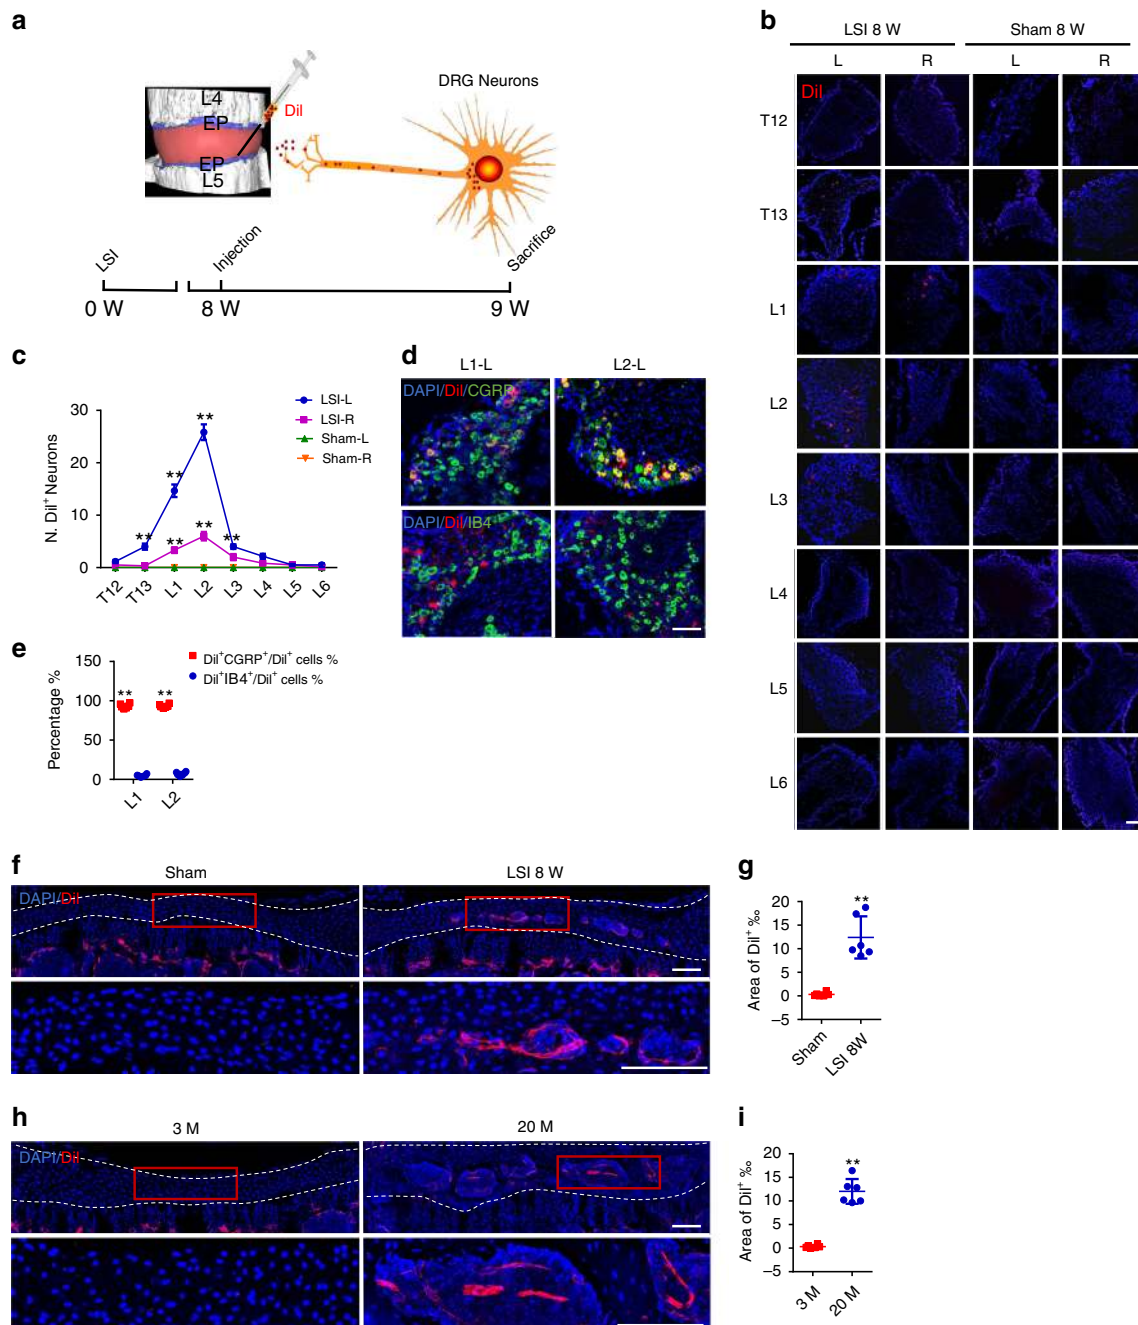 a
L4
EP
EP
L5
DiI
DRG Neurons
LSI
Injection
Sacrifice
0 W
8 W
9 W
b
LSI 8 W
Sham 8 W
L
R
L
R
DiI
T12
T13
L1
L2
L3
L4
L5
L6
c
N. DiI⁺ Neurons
30
20
10
0
**
**
**
**
**
**
T12
T13
L1
L2
L3
L4
L5
L6
LSI-L
LSI-R
Sham-L
Sham-R
d
L1-L
L2-L
DAPI/DiI/CGRP
DAPI/DiI/IB4
e
Percentage %
150
100
50
0
**
**
L1
L2
DiI⁺CGRP⁺/DiI⁺ cells %
DiI⁺IB4⁺/DiI⁺ cells %
f
Sham
LSI 8 W
DAPI/DiI
g
Area of DiI⁺ ‰
20
15
10
5
0
–5
**
Sham
LSI 8W
h
3 M
20 M
DAPI/DiI
i
Area of DiI⁺ ‰
20
15
10
5
0
–5
**
3 M
20 M